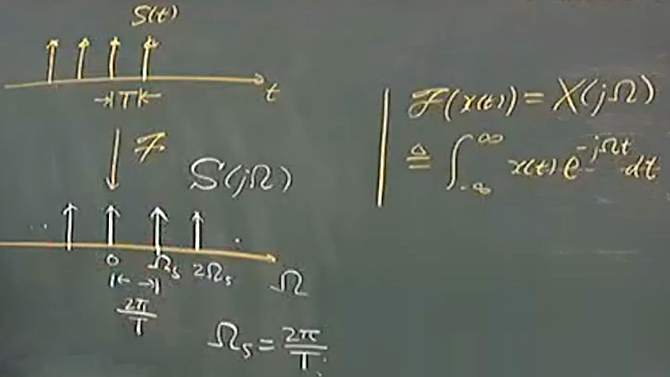 S(t)
→|T|← t
ℱ
S(jΩ)
0 Ωs 2Ωs Ω
|← →|
2π/T
Ωs = 2π/T
ℱ(x(t)) = X(jΩ)
≜ ∫_{-∞}^{∞} x(t) e^{-jΩt} dt